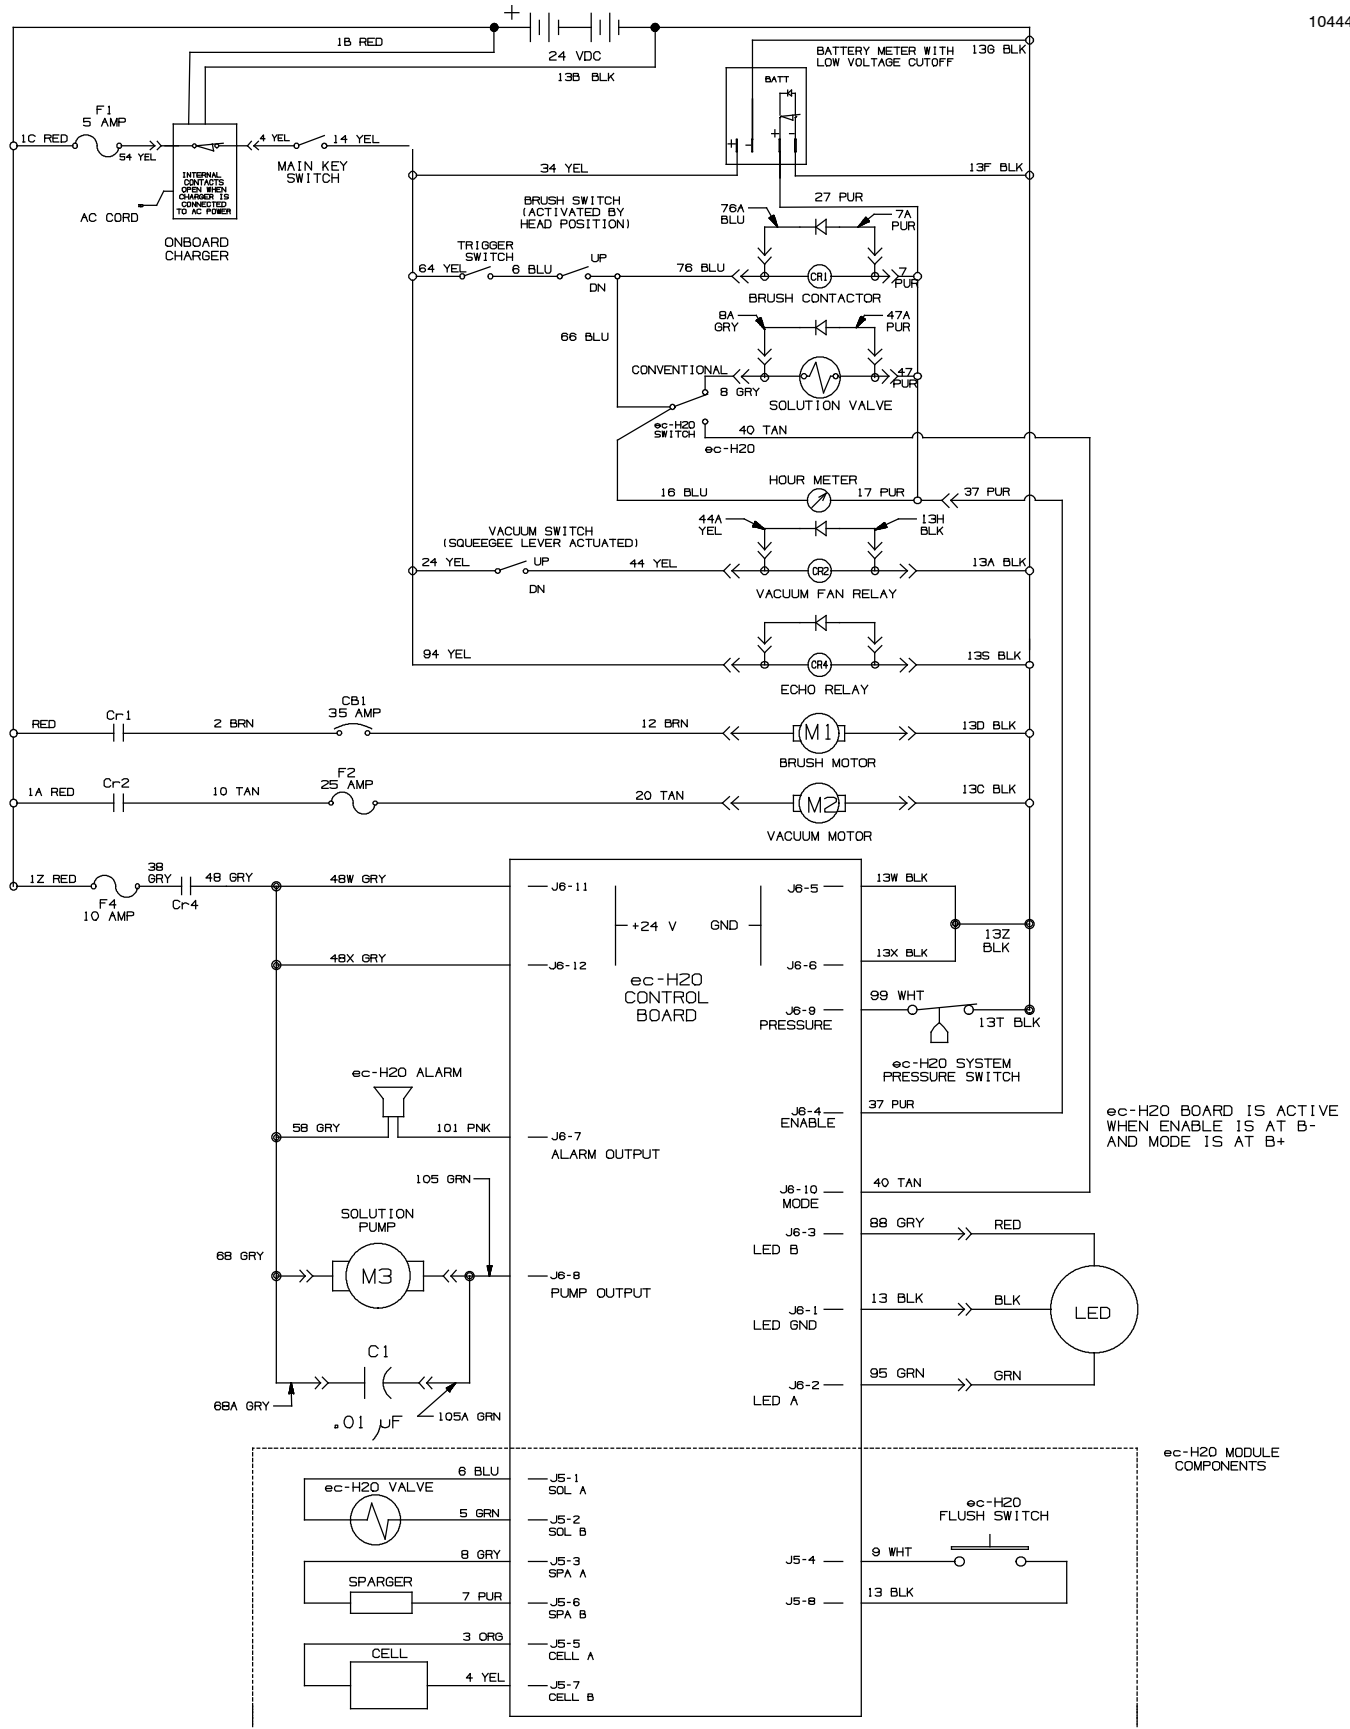 10444
+
1B RED
24 VDC
13B BLK
BATTERY METER WITH
LOW VOLTAGE CUTOFF
13G BLK
BATT
F1
5 AMP
1C RED
54 YEL
4 YEL
14 YEL
MAIN KEY
SWITCH
INTERNAL
CONTACTS
OPEN WHEN
CHARGER IS
CONNECTED
TO AC POWER
AC CORD
ONBOARD
CHARGER
+ -
+ -
34 YEL
13F BLK
27 PUR
BRUSH SWITCH
(ACTIVATED BY
HEAD POSITION)
76A
BLU
7A
PUR
TRIGGER
SWITCH
64 YEL
6 BLU
UP
DN
76 BLU
CR1
7
PUR
BRUSH CONTACTOR
8A
GRY
47A
PUR
66 BLU
CONVENTIONAL
8 GRY
47
PUR
SOLUTION VALVE
ec-H2O
SWITCH
40 TAN
ec-H2O
HOUR METER
16 BLU
17 PUR
37 PUR
44A
YEL
13H
BLK
VACUUM SWITCH
(SQUEEGEE LEVER ACTUATED)
24 YEL
UP
DN
44 YEL
CR2
13A BLK
VACUUM FAN RELAY
94 YEL
CR4
13S BLK
ECHO RELAY
RED
Cr1
2 BRN
CB1
35 AMP
12 BRN
M1
13D BLK
BRUSH MOTOR
1A RED
Cr2
10 TAN
F2
25 AMP
20 TAN
M2
13C BLK
VACUUM MOTOR
1Z RED
F4
10 AMP
38
GRY
Cr4
48 GRY
48W GRY
J6-11
+24 V
GND
J6-5
13W BLK
13Z
BLK
48X GRY
J6-12
J6-6
13X BLK
ec-H2O
CONTROL
BOARD
J6-9
PRESSURE
99 WHT
13T BLK
ec-H2O SYSTEM
PRESSURE SWITCH
ec-H2O ALARM
58 GRY
101 PNK
J6-7
ALARM OUTPUT
J6-4
ENABLE
37 PUR
ec-H2O BOARD IS ACTIVE
WHEN ENABLE IS AT B-
AND MODE IS AT B+
105 GRN
J6-10
MODE
40 TAN
SOLUTION
PUMP
68 GRY
M3
J6-8
PUMP OUTPUT
J6-3
LED B
88 GRY
RED
J6-1
LED GND
13 BLK
BLK
LED
C1
68A GRY
.01 µF
105A GRN
J6-2
LED A
95 GRN
GRN
ec-H2O MODULE
COMPONENTS
6 BLU
J5-1
SOL A
ec-H2O VALVE
5 GRN
J5-2
SOL B
ec-H2O
FLUSH SWITCH
8 GRY
J5-3
SPA A
J5-4
9 WHT
SPARGER
7 PUR
J5-6
SPA B
J5-8
13 BLK
3 ORG
J5-5
CELL A
CELL
4 YEL
J5-7
CELL B